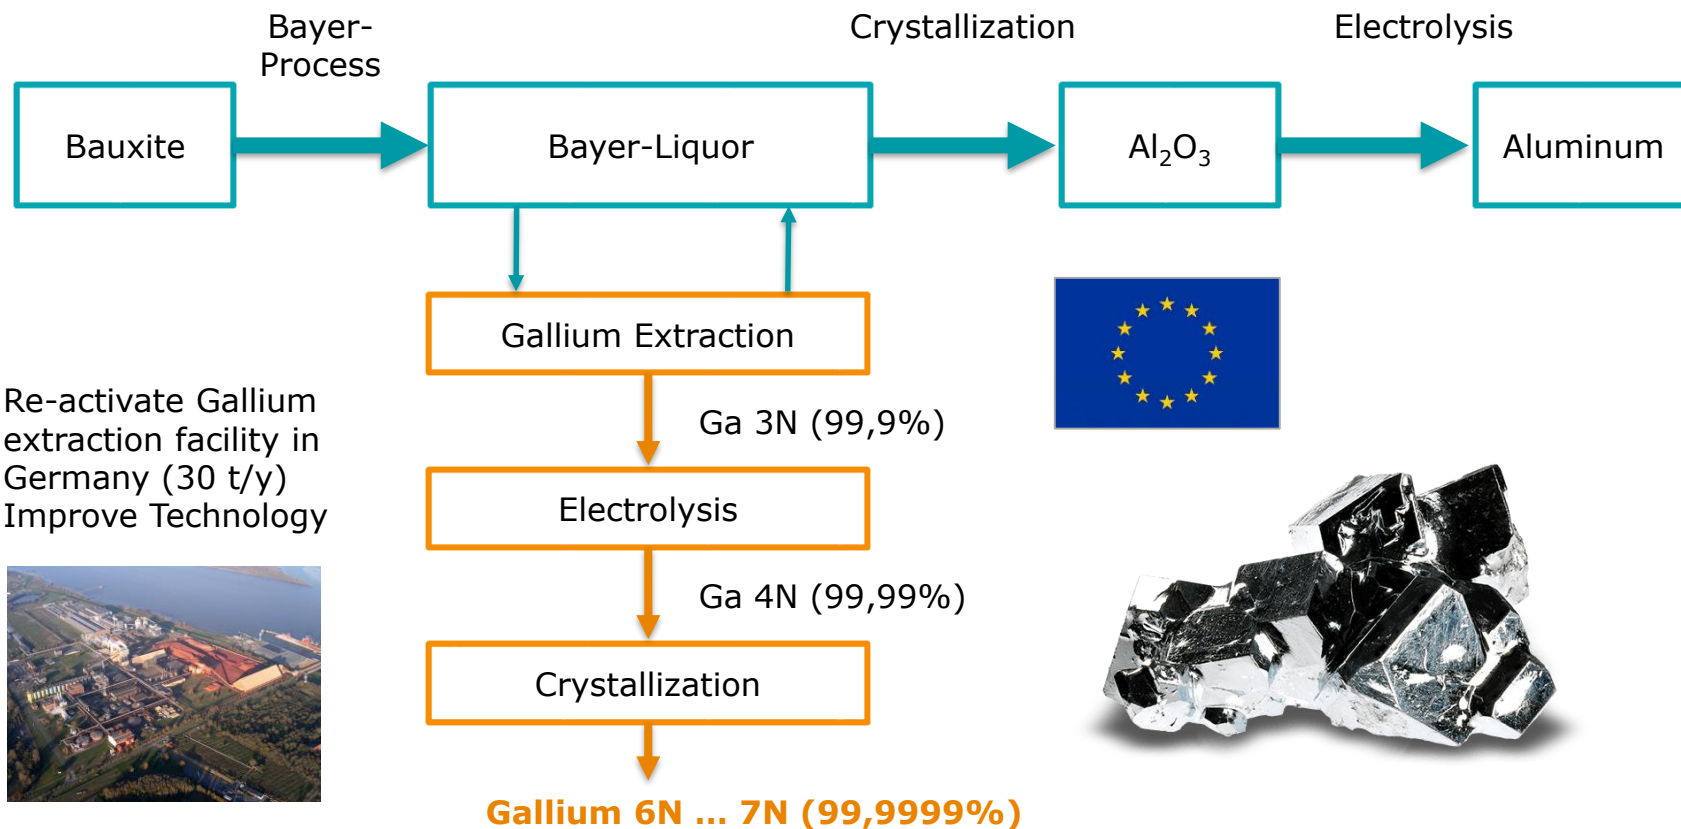 Bayer-
Process
Crystallization
Electrolysis
Bauxite
Bayer-Liquor
Al₂O₃
Aluminum
Gallium Extraction
Re-activate Gallium
extraction facility in
Germany (30 t/y)
Improve Technology
Ga 3N (99,9%)
Electrolysis
Ga 4N (99,99%)
Crystallization
Gallium 6N ... 7N (99,9999%)